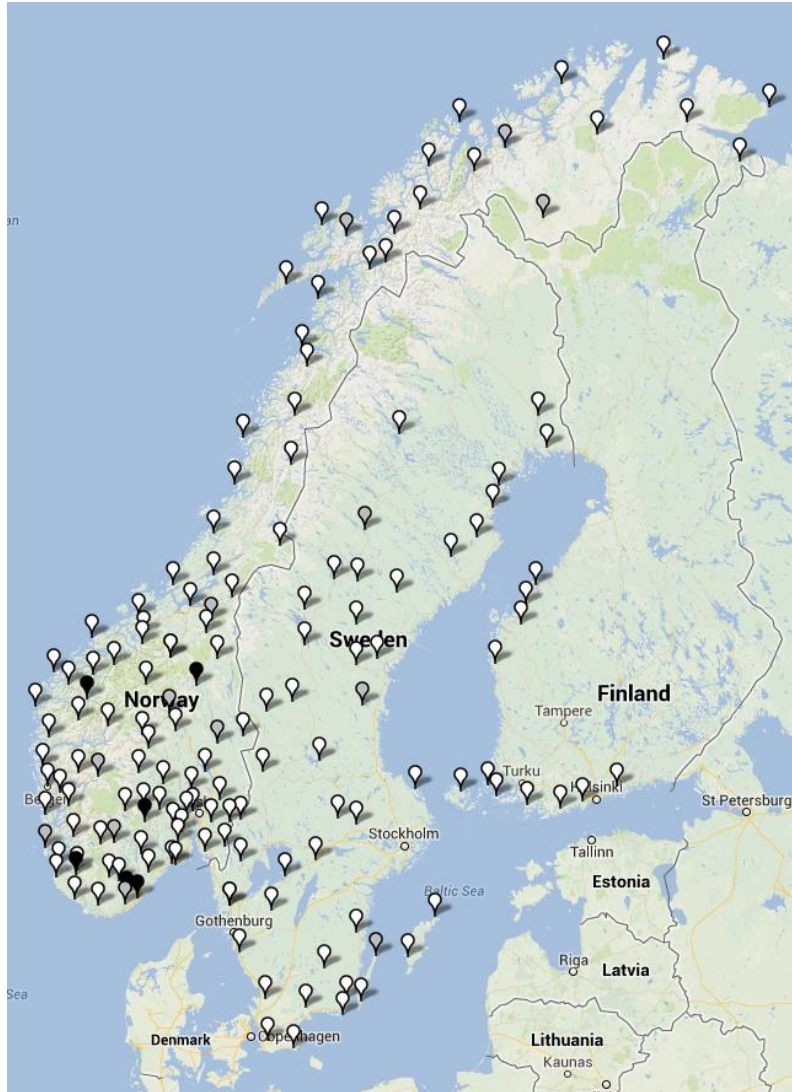 an
Sweden
Norway
Finland
Tampere
Turku
Helsinki
St Petersburg
Stockholm
Tallinn
Estonia
Baltic Sea
Gothenburg
Riga
Latvia
Sea
Denmark
Copenhagen
Lithuania
Kaunas